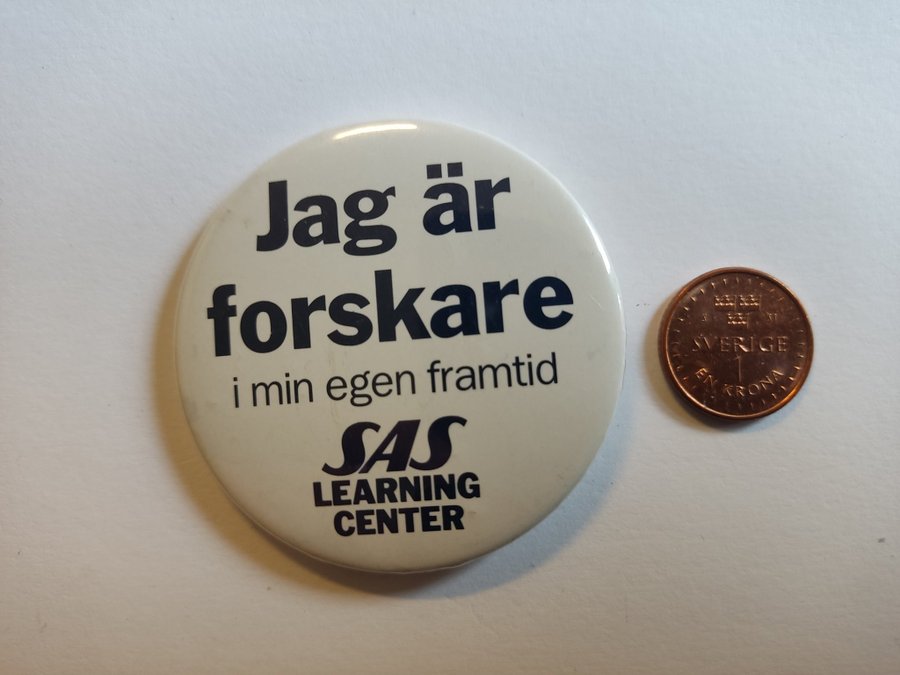 Jag är
forskare
i min egen framtid
SAS
LEARNING
CENTER
SVERIGE
1
EN KRONA